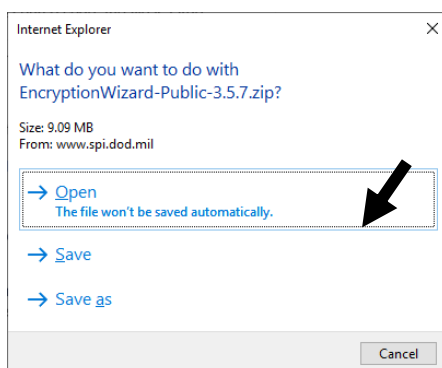 Internet Explorer
What do you want to do with
EncryptionWizard-Public-3.5.7.zip?
Size: 9.09 MB
From: www.spi.dod.mil
Open
The file won't be saved automatically.
Save
Save as
Cancel